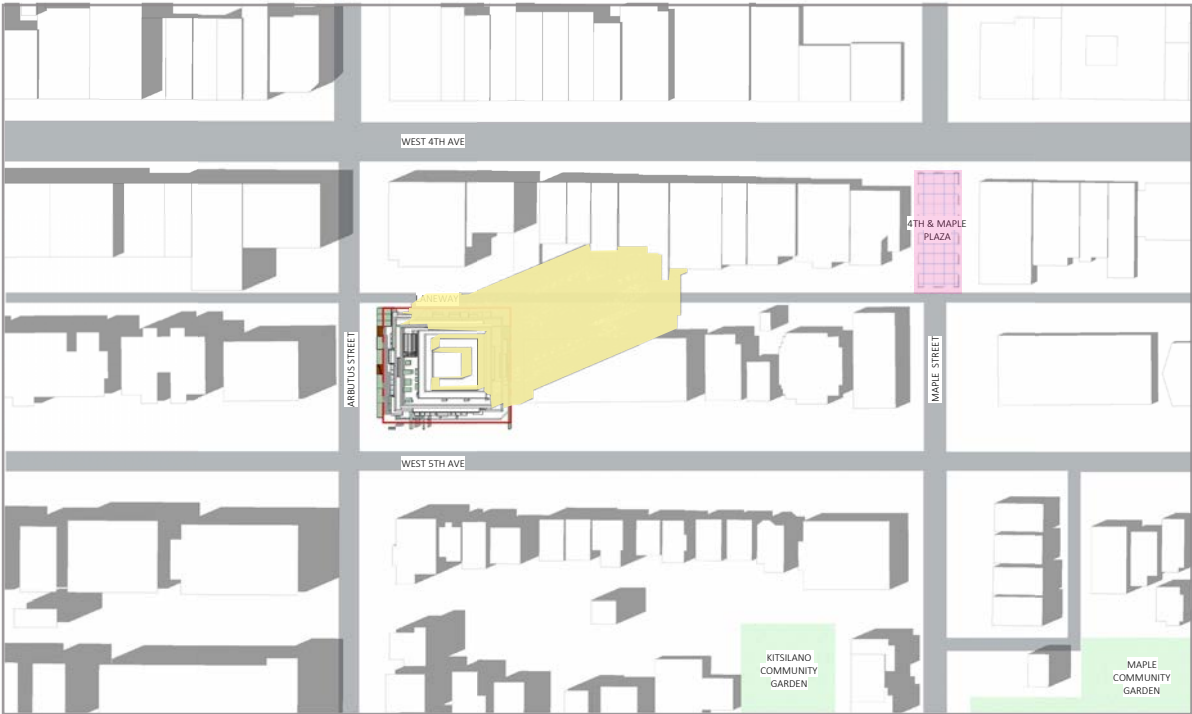 WEST 4TH AVE
4TH & MAPLE
PLAZA
LANEWAY
ARBUTUS STREET
MAPLE STREET
WEST 5TH AVE
KITSILANO
COMMUNITY
GARDEN
MAPLE
COMMUNITY
GARDEN